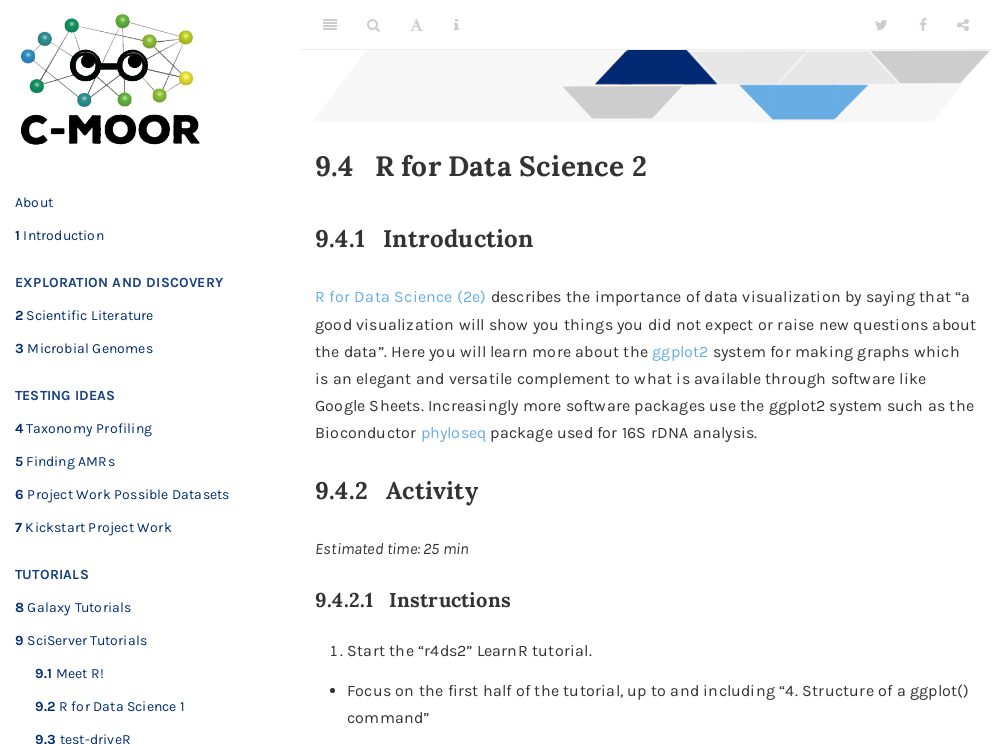 C-MOOR
About
1 Introduction
EXPLORATION AND DISCOVERY
2 Scientific Literature
3 Microbial Genomes
TESTING IDEAS
4 Taxonomy Profiling
5 Finding AMRs
6 Project Work Possible Datasets
7 Kickstart Project Work
TUTORIALS
8 Galaxy Tutorials
9 SciServer Tutorials
9.1 Meet R!
9.2 R for Data Science 1
9.3 test-driveR
9.4 R for Data Science 2
9.4.1 Introduction
R for Data Science (2e) describes the importance of data visualization by saying that “a
good visualization will show you things you did not expect or raise new questions about
the data”. Here you will learn more about the ggplot2 system for making graphs which
is an elegant and versatile complement to what is available through software like
Google Sheets. Increasingly more software packages use the ggplot2 system such as the
Bioconductor phyloseq package used for 16S rDNA analysis.
9.4.2 Activity
Estimated time: 25 min
9.4.2.1 Instructions
1. Start the “r4ds2” LearnR tutorial.
• Focus on the first half of the tutorial, up to and including “4. Structure of a ggplot()
command”